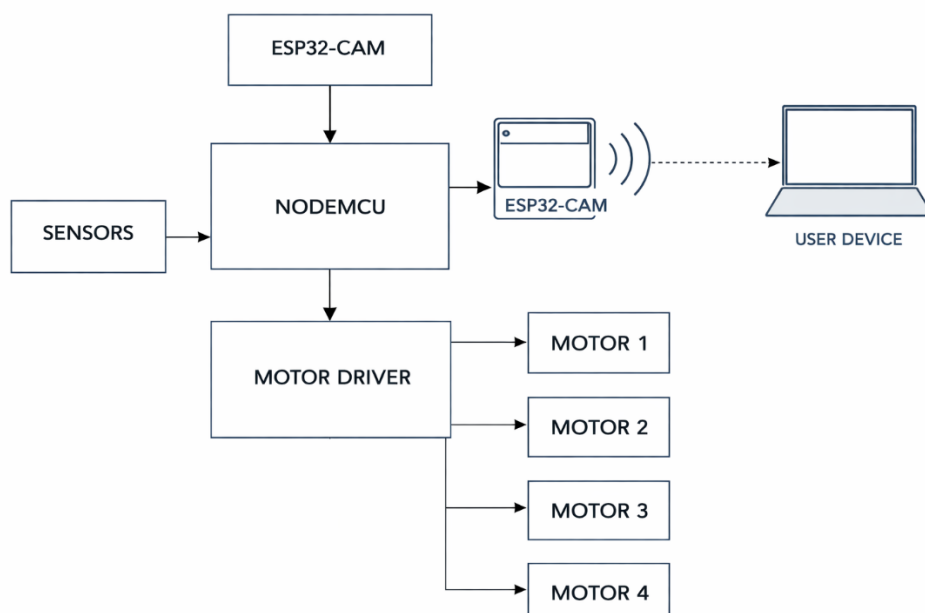 ESP32-CAM
NODEMCU
ESP32-CAM
SENSORS
USER DEVICE
MOTOR DRIVER
MOTOR 1
MOTOR 2
MOTOR 3
MOTOR 4